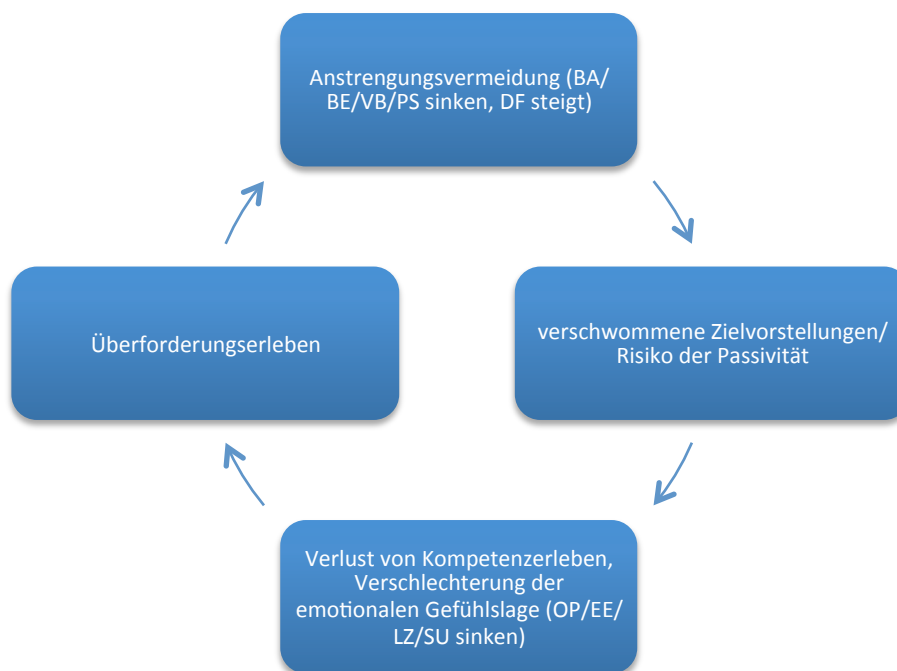 Anstrengungsvermeidung (BA/
BE/VB/PS sinken, DF steigt)
Überforderungserleben
verschwommene Zielvorstellungen/
Risiko der Passivität
Verlust von Kompetenzerleben,
Verschlechterung der
emotionalen Gefühlslage (OP/EE/
LZ/SU sinken)